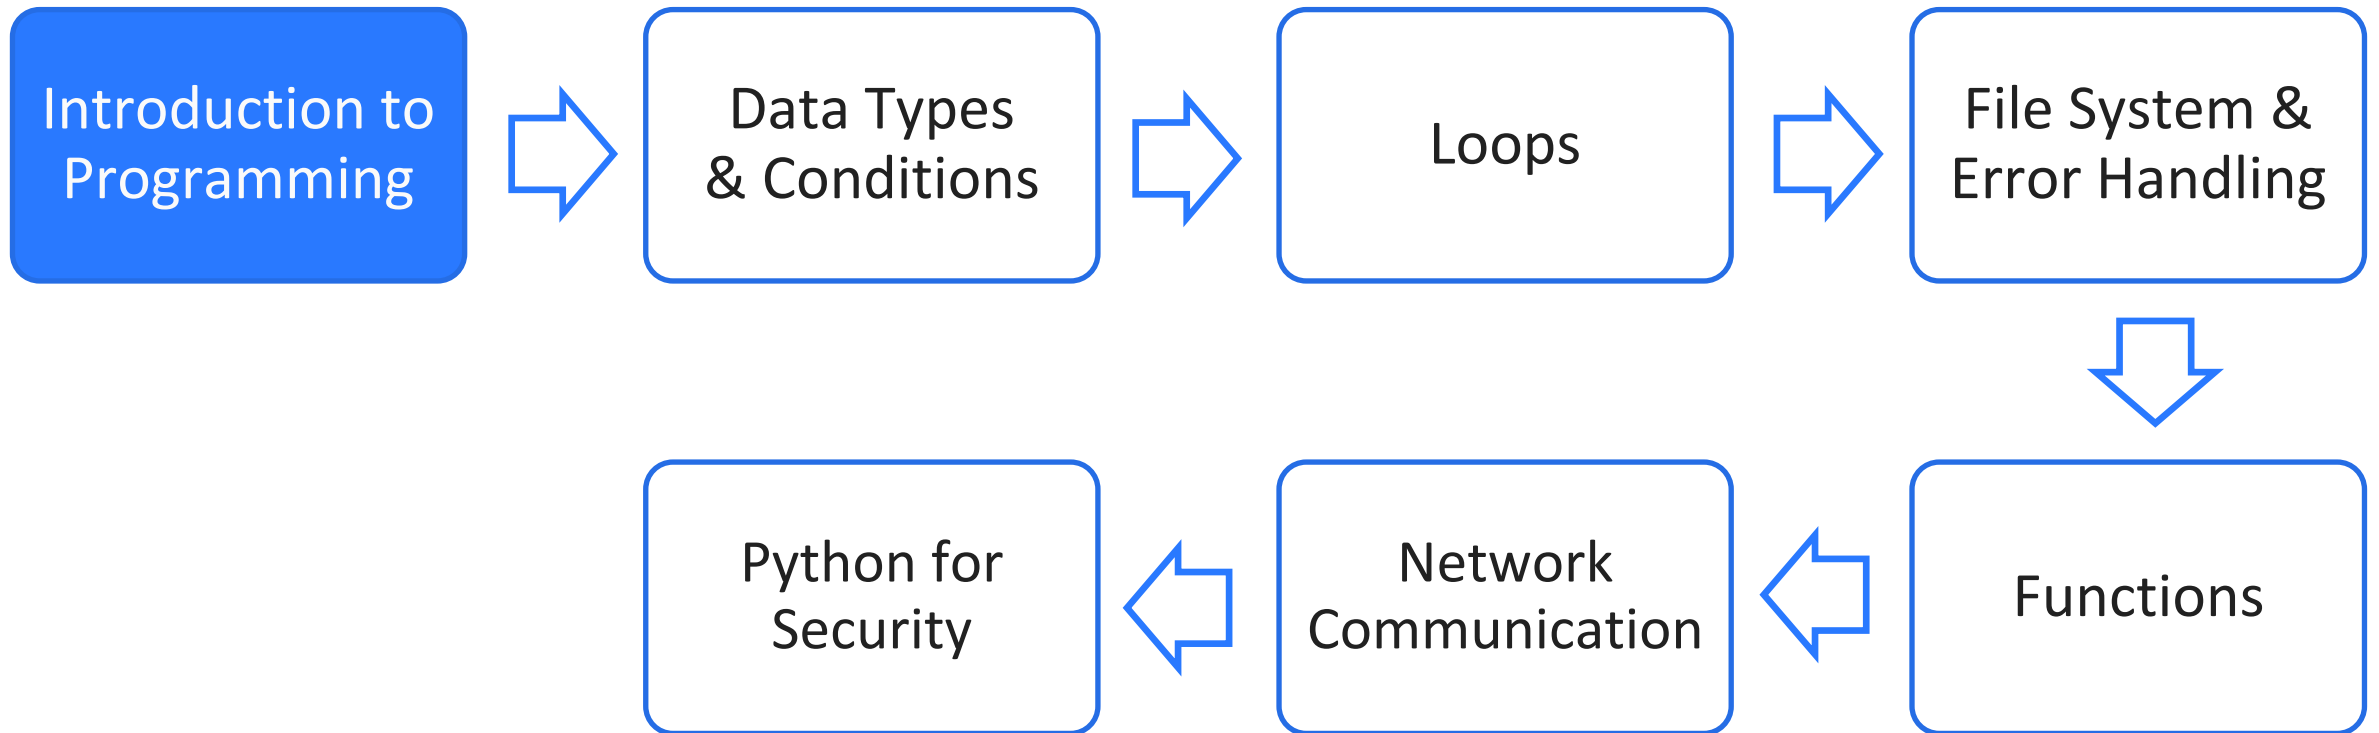 Introduction to
Programming
Data Types
& Conditions
Loops
File System &
Error Handling
Functions
Network
Communication
Python for
Security